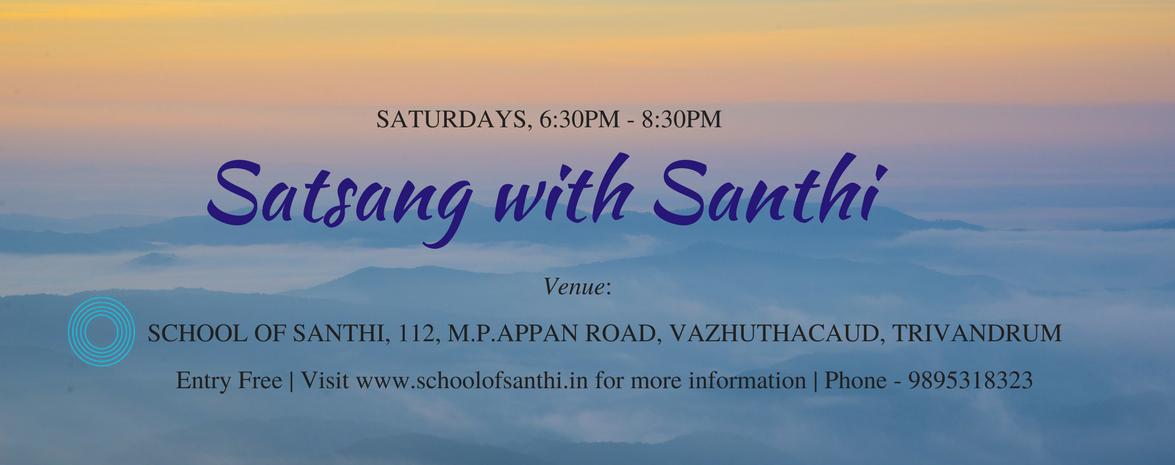 SATURDAYS, 6:30PM - 8:30PM
Satsang with Santhi
Venue:
SCHOOL OF SANTHI, 112, M.P.APPAN ROAD, VAZHUTHACAUD, TRIVANDRUM
Entry Free | Visit www.schoolofsanthi.in for more information | Phone - 9895318323